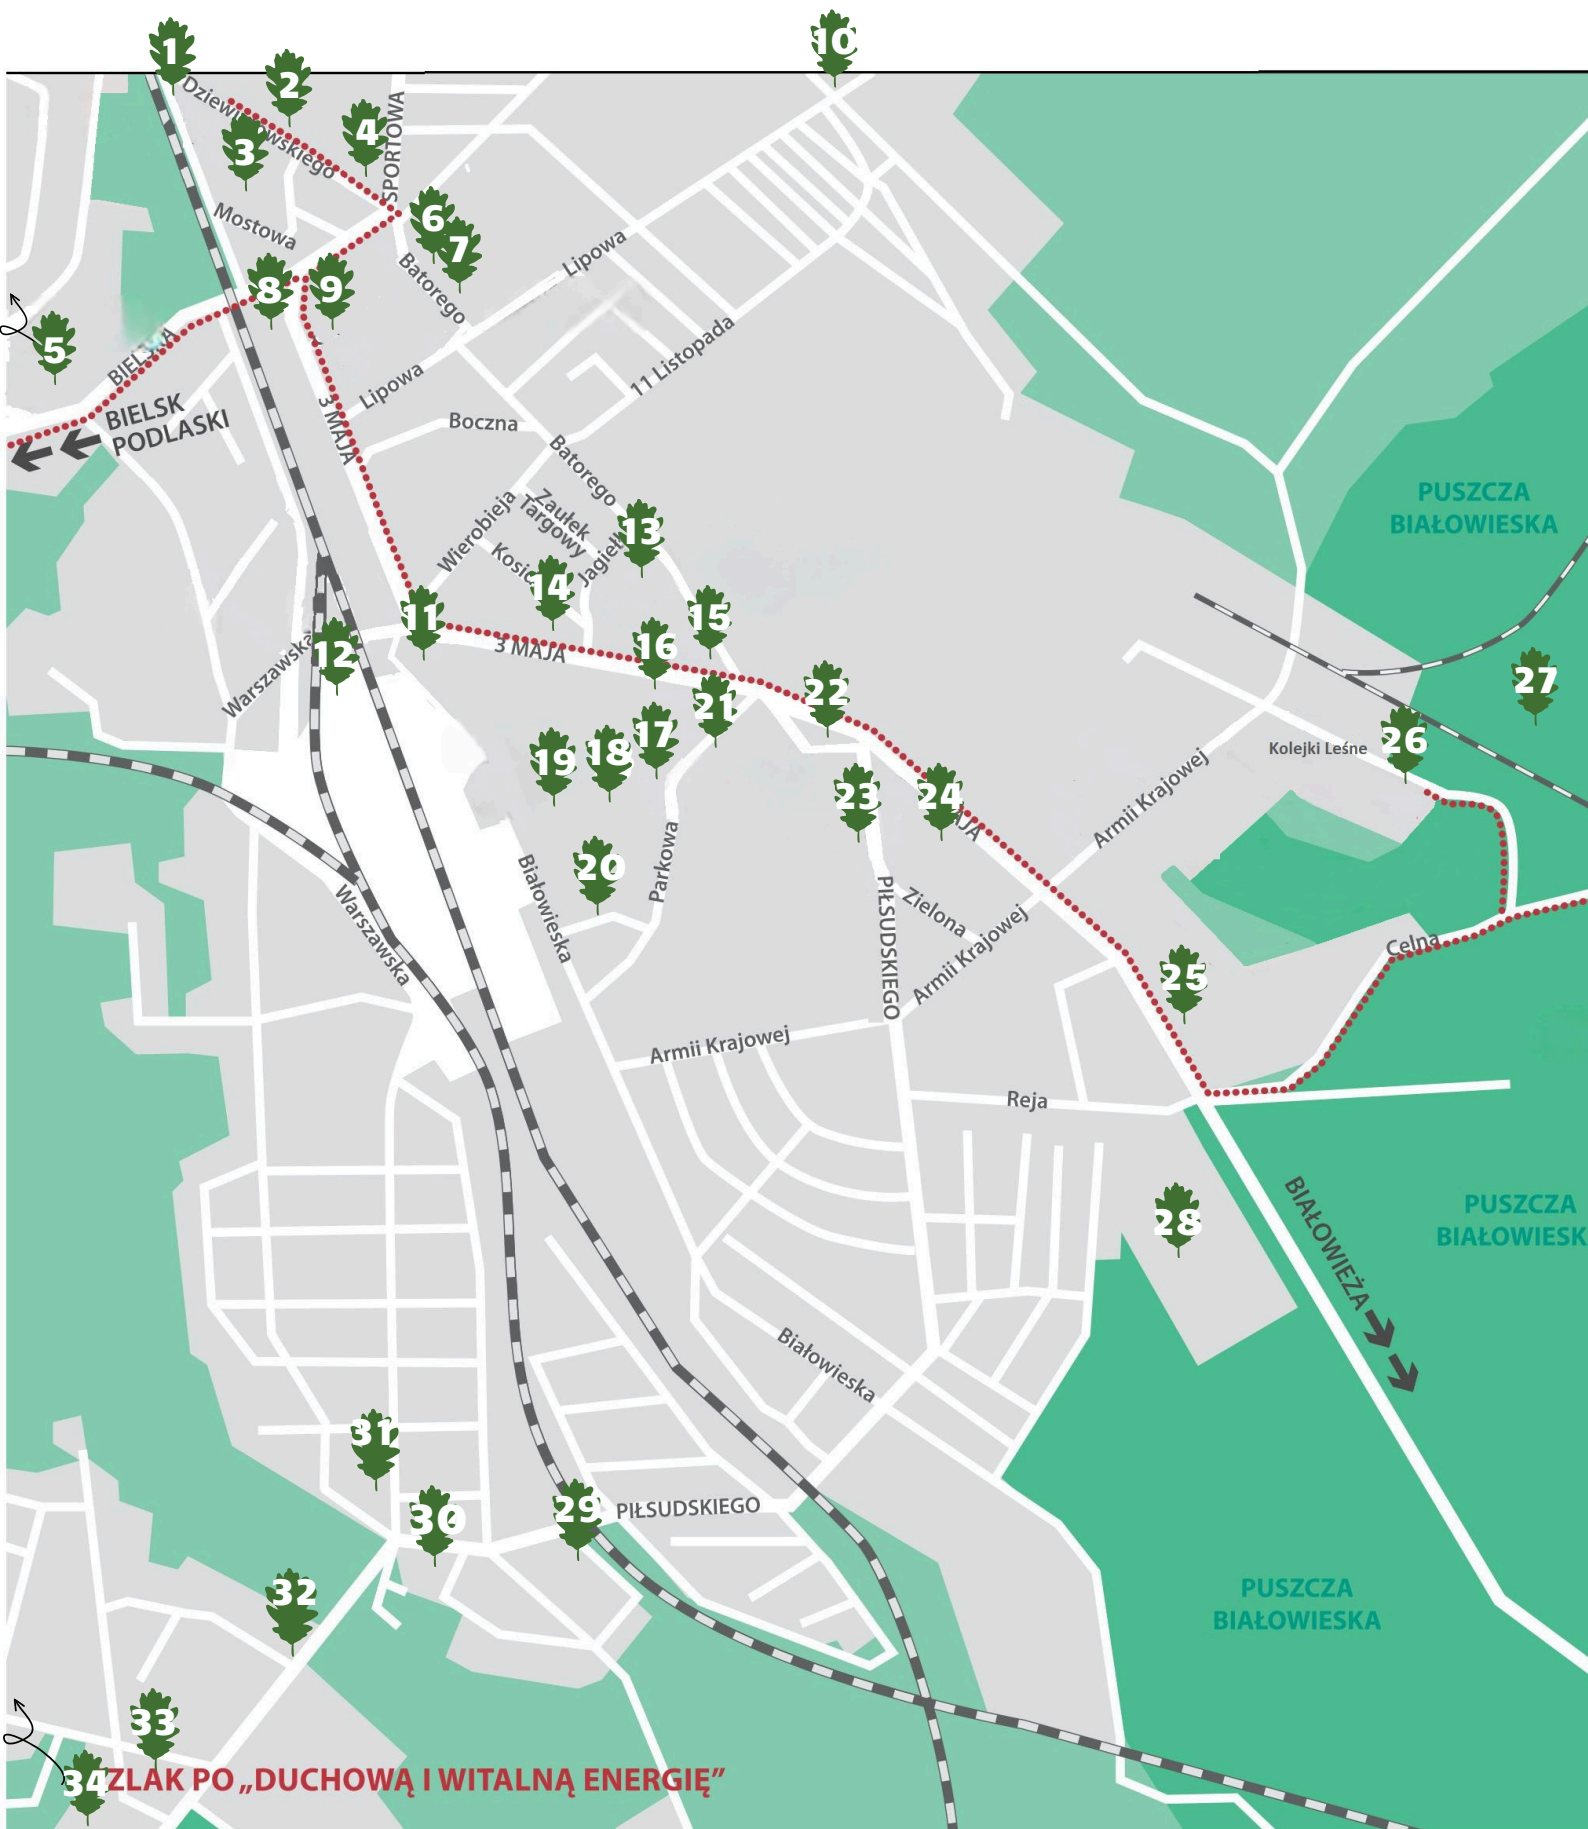 1
10
2
Dziewiatowskiego
4
SPORTOWA
3
6
Mostowa
7
Lipowa
Batorego
8
9
5
BIELSKA
11 Listopada
Lipowa
BIELSK
PODLASKI
3 MAJA
Boczna
Batorego
PUSZCZA
BIAŁOWIESKA
Wierobieja
Zaułek
Targowy
13
14
11
15
12
Warszawska
3 MAJA
16
27
22
21
26
17
Kolejki Leśne
18
19
23
24
Armii Krajowej
20
Parkowa
Białowieska
Warszawska
PIŁSUDSKIEGO
Zielona
Armii Krajowej
Celna
25
Armii Krajowej
Reja
28
BIAŁOWIEŻA
PUSZCZA
Białowieska
31
29
PIŁSUDSKIEGO
30
32
PUSZCZA
BIAŁOWIESKA
33
34
ZLAK PO „DUCHOWĄ I WITALNĄ ENERGIĘ”